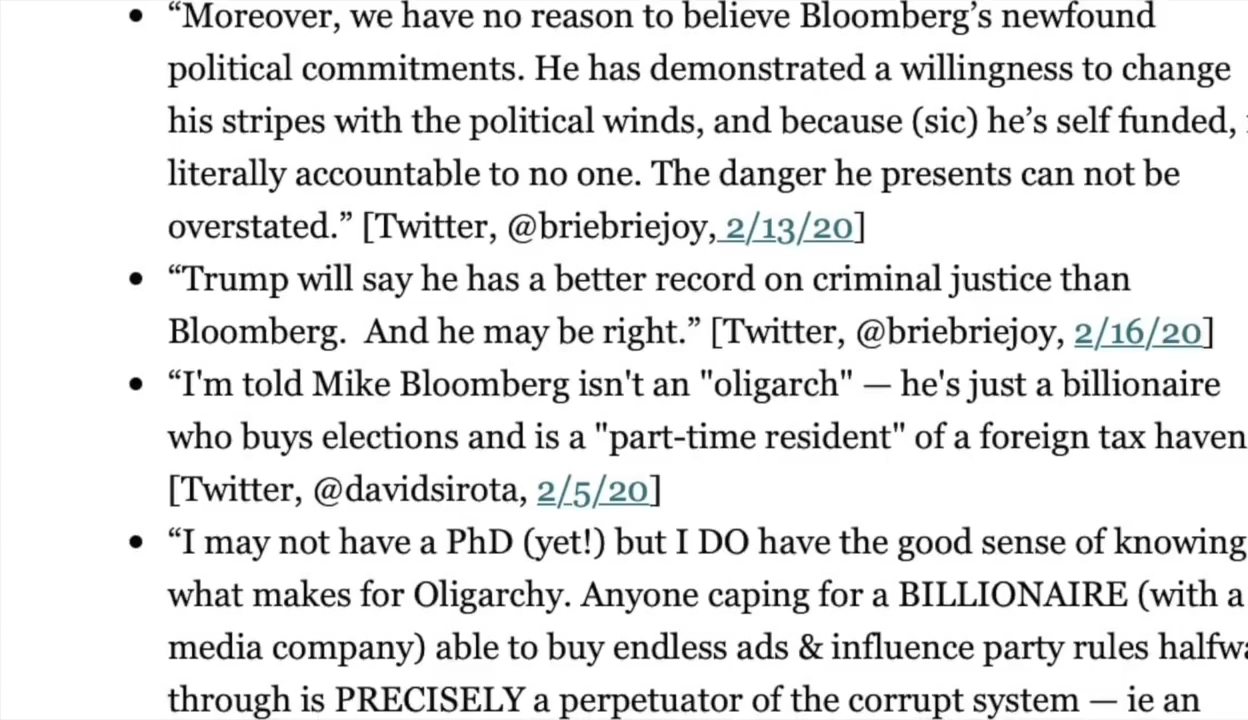 • “Moreover, we have no reason to believe Bloomberg’s newfound
political commitments. He has demonstrated a willingness to change
his stripes with the political winds, and because (sic) he’s self funded,
literally accountable to no one. The danger he presents can not be
overstated.” [Twitter, @briebriejoy, 2/13/20]
• “Trump will say he has a better record on criminal justice than
Bloomberg.  And he may be right.” [Twitter, @briebriejoy, 2/16/20]
• “I'm told Mike Bloomberg isn't an "oligarch" — he's just a billionaire
who buys elections and is a "part-time resident" of a foreign tax haven
[Twitter, @davidsirota, 2/5/20]
• “I may not have a PhD (yet!) but I DO have the good sense of knowing
what makes for Oligarchy. Anyone caping for a BILLIONAIRE (with a
media company) able to buy endless ads & influence party rules
through is PRECISELY a perpetuator of the corrupt system — ie an